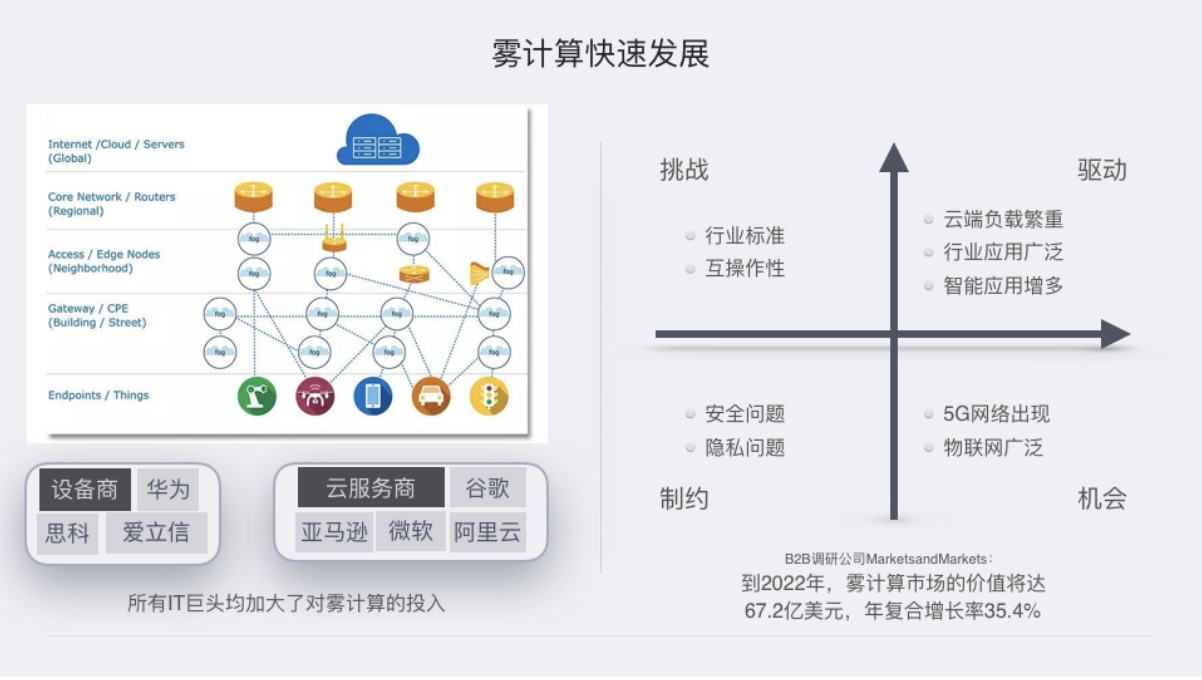 雾计算快速发展
Internet /Cloud / Servers
(Global)
Core Network / Routers
(Regional)
fog
fog
Access / Edge Nodes
(Neighborhood)
fog
fog
fog
Gateway / CPE
(Building / Street)
fog
fog
fog
fog
fog
fog
fog
fog
Endpoints / Things
设备商
华为
思科
爱立信
云服务商
谷歌
亚马逊
微软
阿里云
所有IT巨头均加大了对雾计算的投入
挑战
行业标准
互操作性
驱动
云端负载繁重
行业应用广泛
智能应用增多
安全问题
隐私问题
制约
5G网络出现
物联网广泛
机会
B2B调研公司MarketsandMarkets：
到2022年，雾计算市场的价值将达
67.2亿美元，年复合增长率35.4%